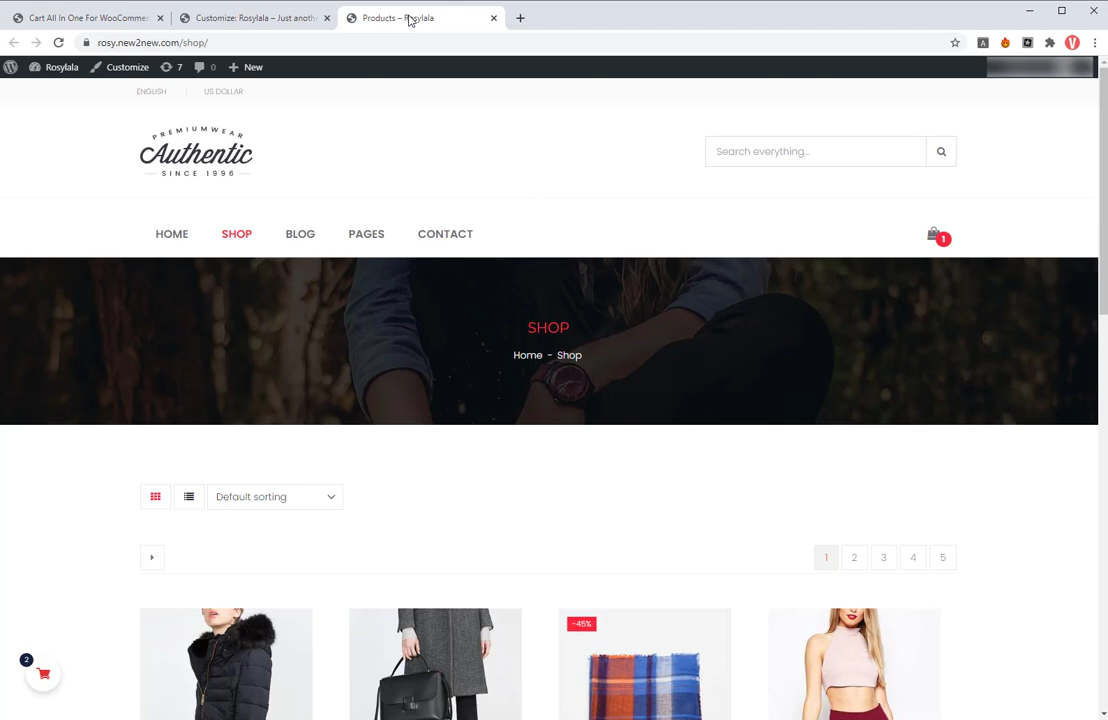 Cart All In One For WooCommer
Customize: Rosylala – Just anoth
Products – Rosylala
rosy.new2new.com/shop/
A
V
Rosylala
Customize
7
0
New
ENGLISH
US DOLLAR
PREMIUMWEAR
Authentic
SINCE 1996
Search everything...
HOME
SHOP
BLOG
PAGES
CONTACT
1
SHOP
Home - Shop
Default sorting
1 2 3 4 5
-45%
2